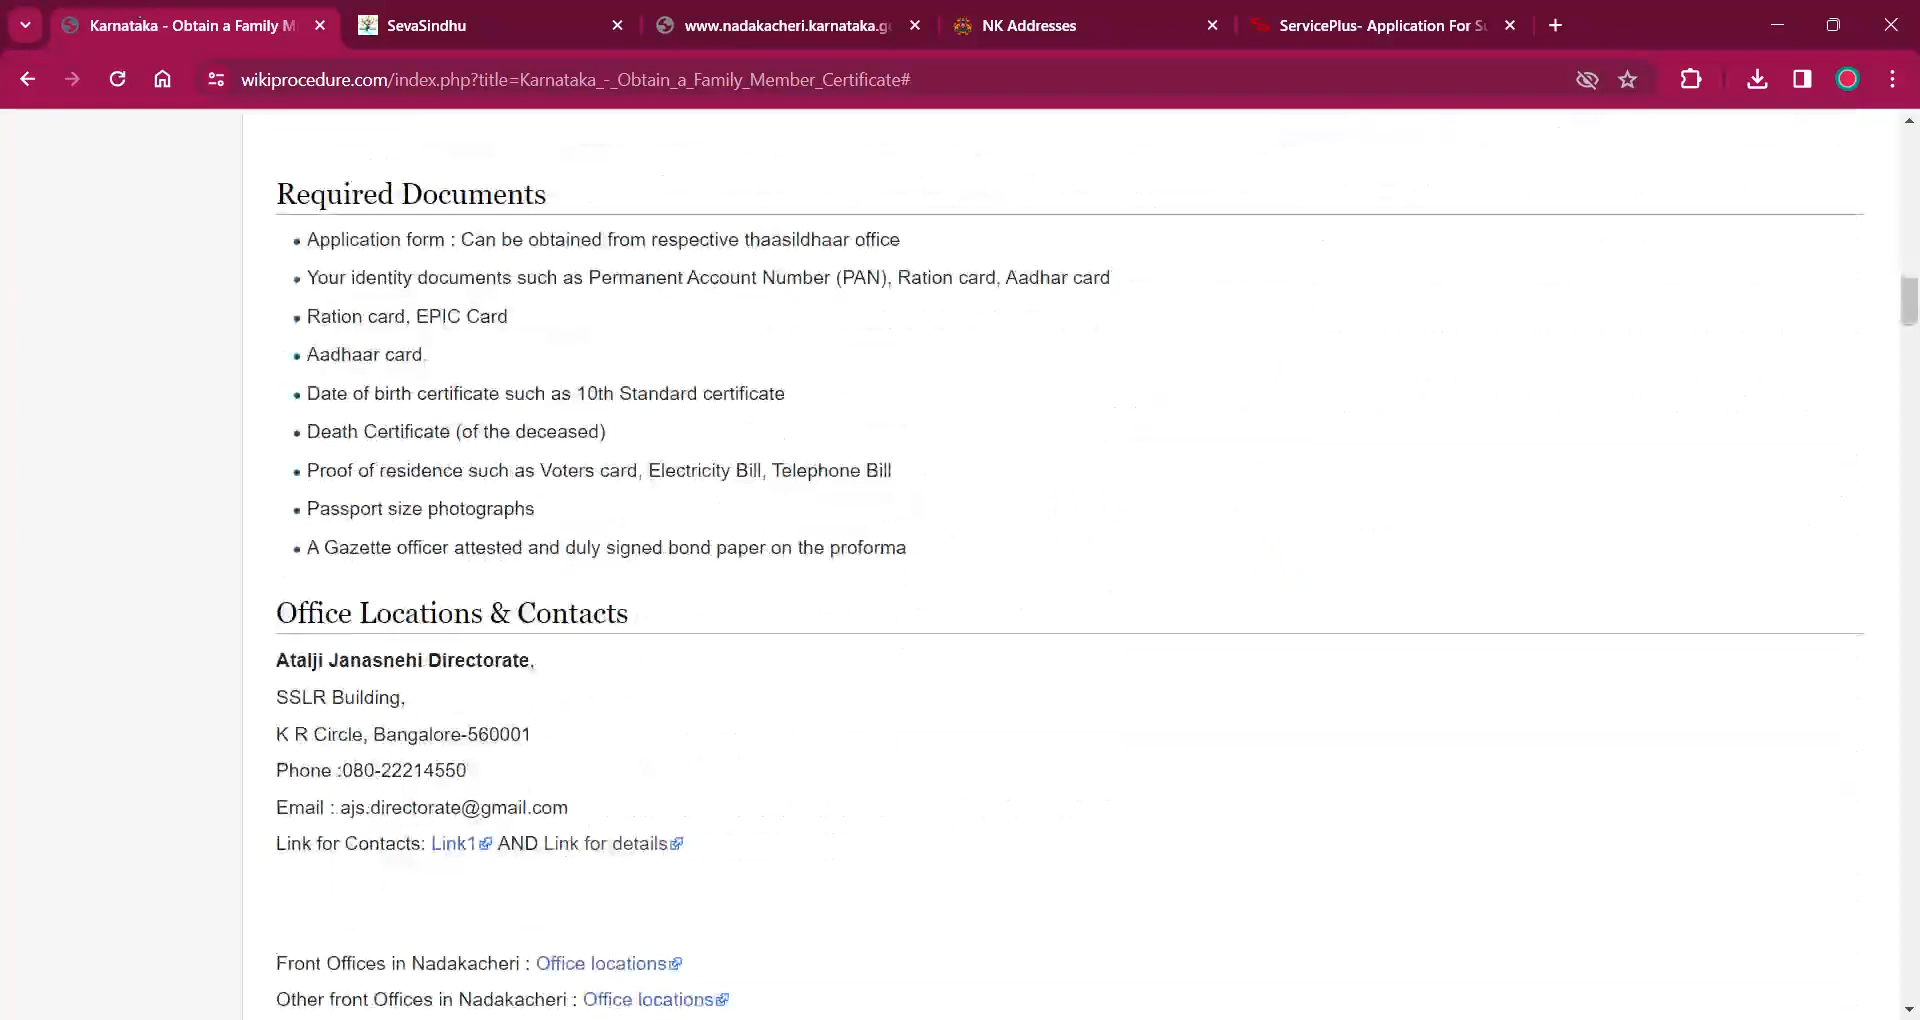 Karnataka - Obtain a Family M
SevaSindhu
www.nadakacheri.karnataka.g
NK Addresses
ServicePlus- Application For S
wikiprocedure.com/index.php?title=Karnataka_-_Obtain_a_Family_Member_Certificate#
Required Documents
Application form : Can be obtained from respective thaasildhaar office
Your identity documents such as Permanent Account Number (PAN), Ration card, Aadhar card
Ration card, EPIC Card
Aadhaar card.
Date of birth certificate such as 10th Standard certificate
Death Certificate (of the deceased)
Proof of residence such as Voters card, Electricity Bill, Telephone Bill
Passport size photographs
A Gazette officer attested and duly signed bond paper on the proforma
Office Locations & Contacts
Atalji Janasnehi Directorate,
SSLR Building,
K R Circle, Bangalore-560001
Phone :080-22214550
Email : ajs.directorate@gmail.com
Link for Contacts: Link1 AND Link for details
Front Offices in Nadakacheri : Office locations
Other front Offices in Nadakacheri : Office locations